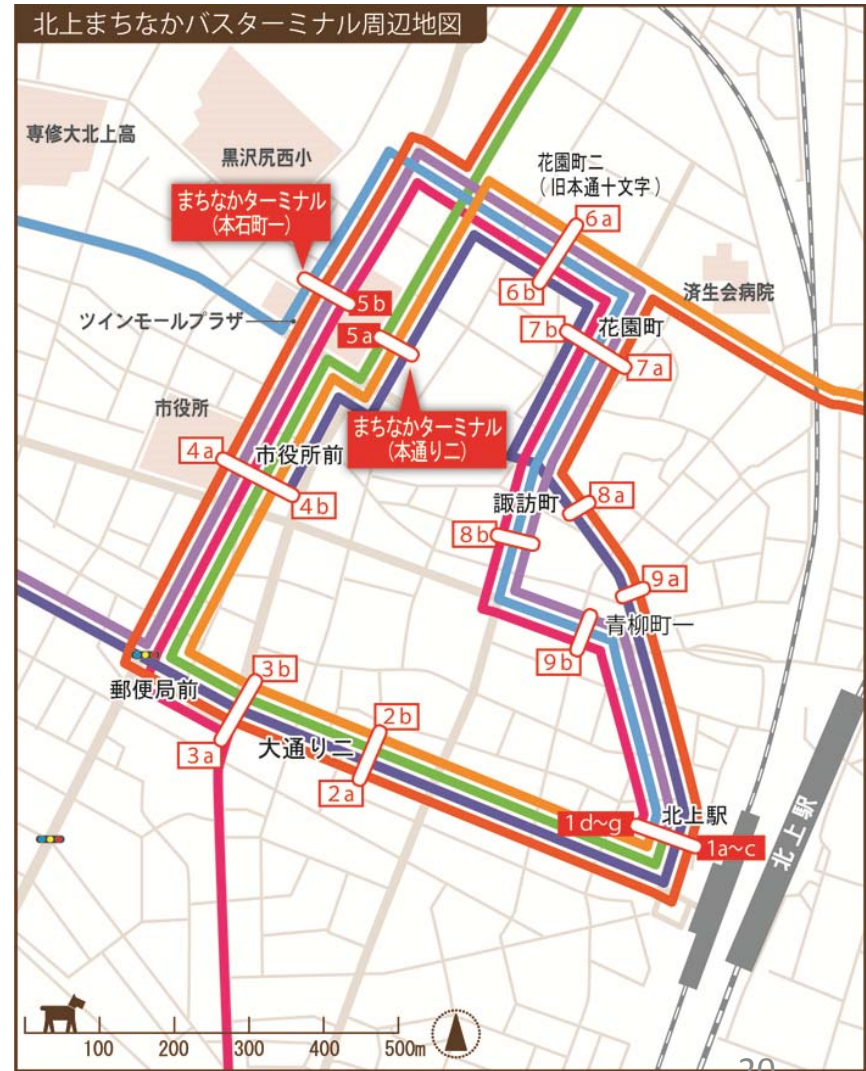 北上まちなかバスターミナル周辺地図
専修大北上高
黒沢尻西小
花園町二
(旧本通十文字)
まちなかターミナル
(本石町一)
6a
6b
済生会病院
5b
ツインモールプラザ
5a
7b
花園町
7a
市役所
まちなかターミナル
(本通り二)
4a
市役所前
4b
諏訪町
8a
8b
9a
青柳町一
9b
3b
郵便局前
2b
3a
大通り二
2a
1d~g
北上駅
1a~c
北上駅
100
200
300
400
500m